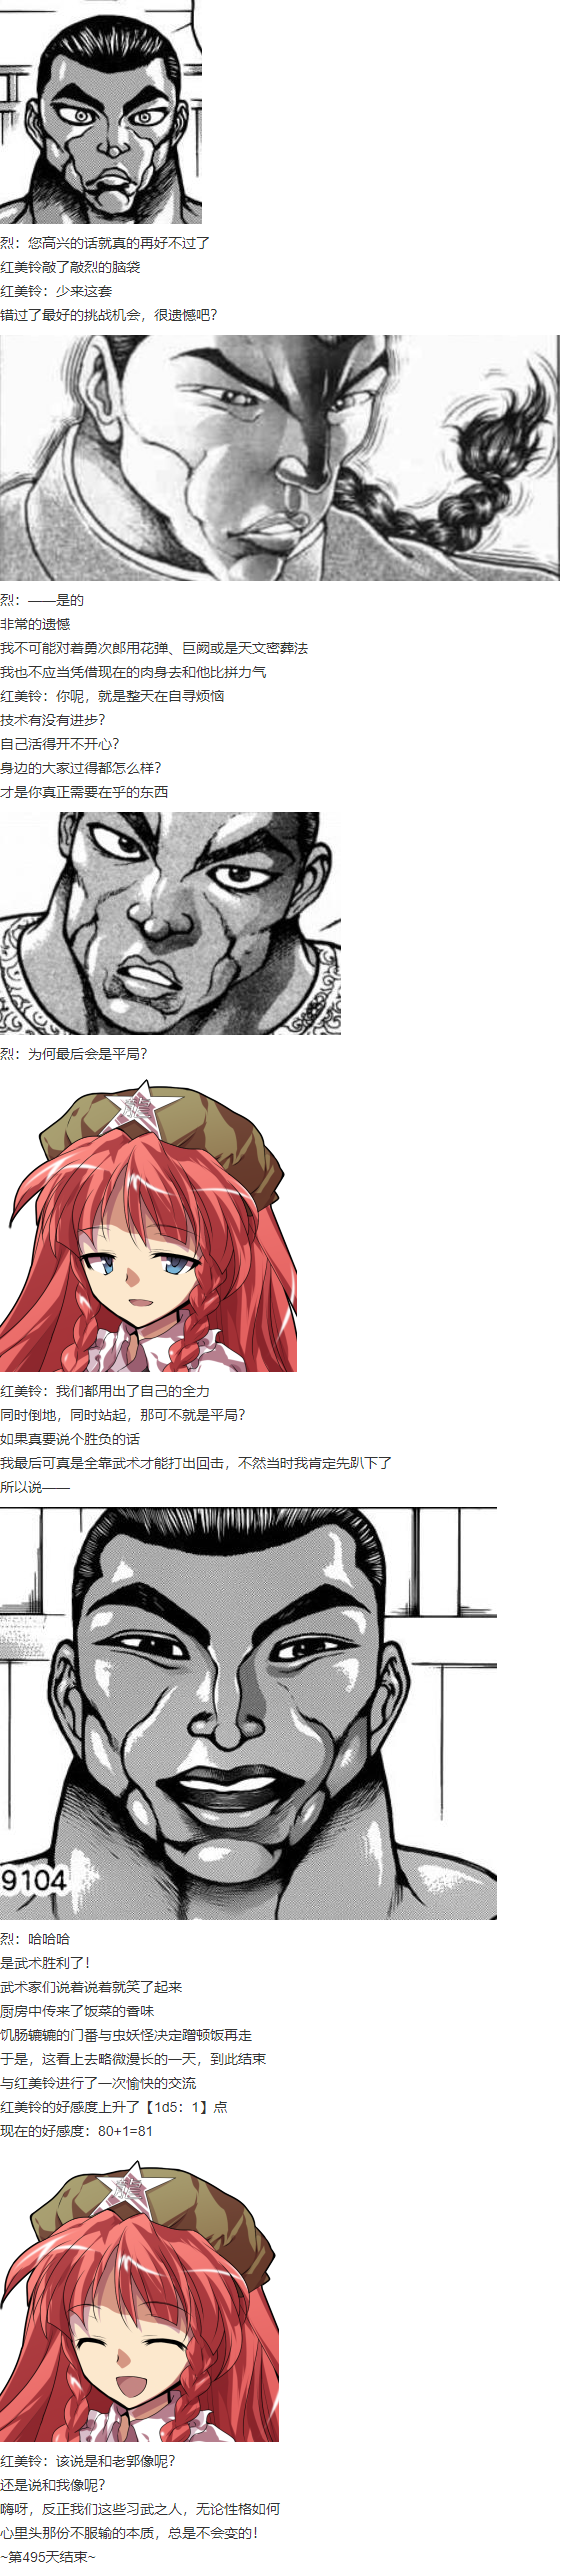 烈：您高兴的话就真的再好不过了
红美铃敲了敲烈的脑袋
红美铃：少来这套
错过了最好的挑战机会，很遗憾吧？
烈：——是的
非常的遗憾
我不可能对着勇次郎用花弹、巨阙或是天文密葬法
我也不应当凭借现在的肉身去和他比拼力气
红美铃：你呢，就是整天在自寻烦恼
技术有没有进步？
自己活得开不开心？
身边的大家过得都怎么样？
才是你真正需要在乎的东西
烈：为何最后会是平局？
红美铃：我们都用出了自己的全力
同时倒地，同时站起，那可不就是平局？
如果真要说个胜负的话
我最后可真是全靠武术才能打出回击，不然当时我肯定先趴下了
所以说——
9104
烈：哈哈哈
是武术胜利了！
武术家们说着说着就笑了起来
厨房中传来了饭菜的香味
饥肠辘辘的门番与虫妖怪决定蹭顿饭再走
于是，这看上去略微漫长的一天，到此结束
与红美铃进行了一次愉快的交流
红美铃的好感度上升了【1d5：1】点
现在的好感度：80+1=81
红美铃：该说是和老郭像呢？
还是说和我像呢？
嗨呀，反正我们这些习武之人，无论性格如何
心里头那份不服输的本质，总是不会变的！
~第495天结束~